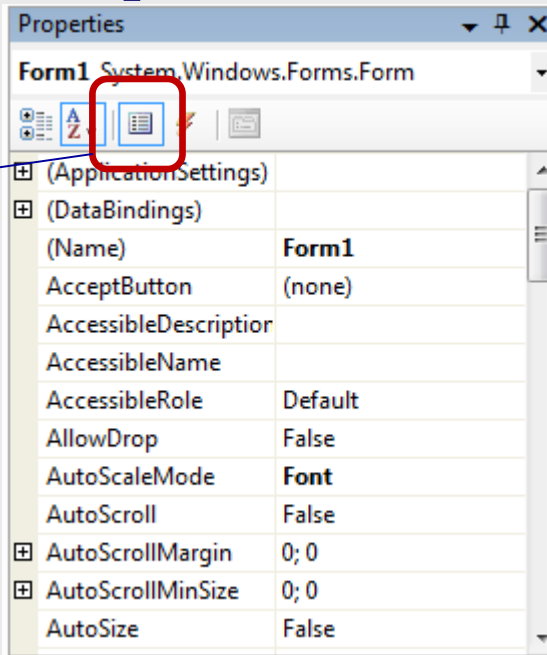 Properties
Form1 System.Windows.Forms.Form
A Z
(ApplicationSettings)
(DataBindings)
(Name) Form1
AcceptButton (none)
AccessibleDescription
AccessibleName
AccessibleRole Default
AllowDrop False
AutoScaleMode Font
AutoScroll False
AutoScrollMargin 0; 0
AutoScrollMinSize 0; 0
AutoSize False